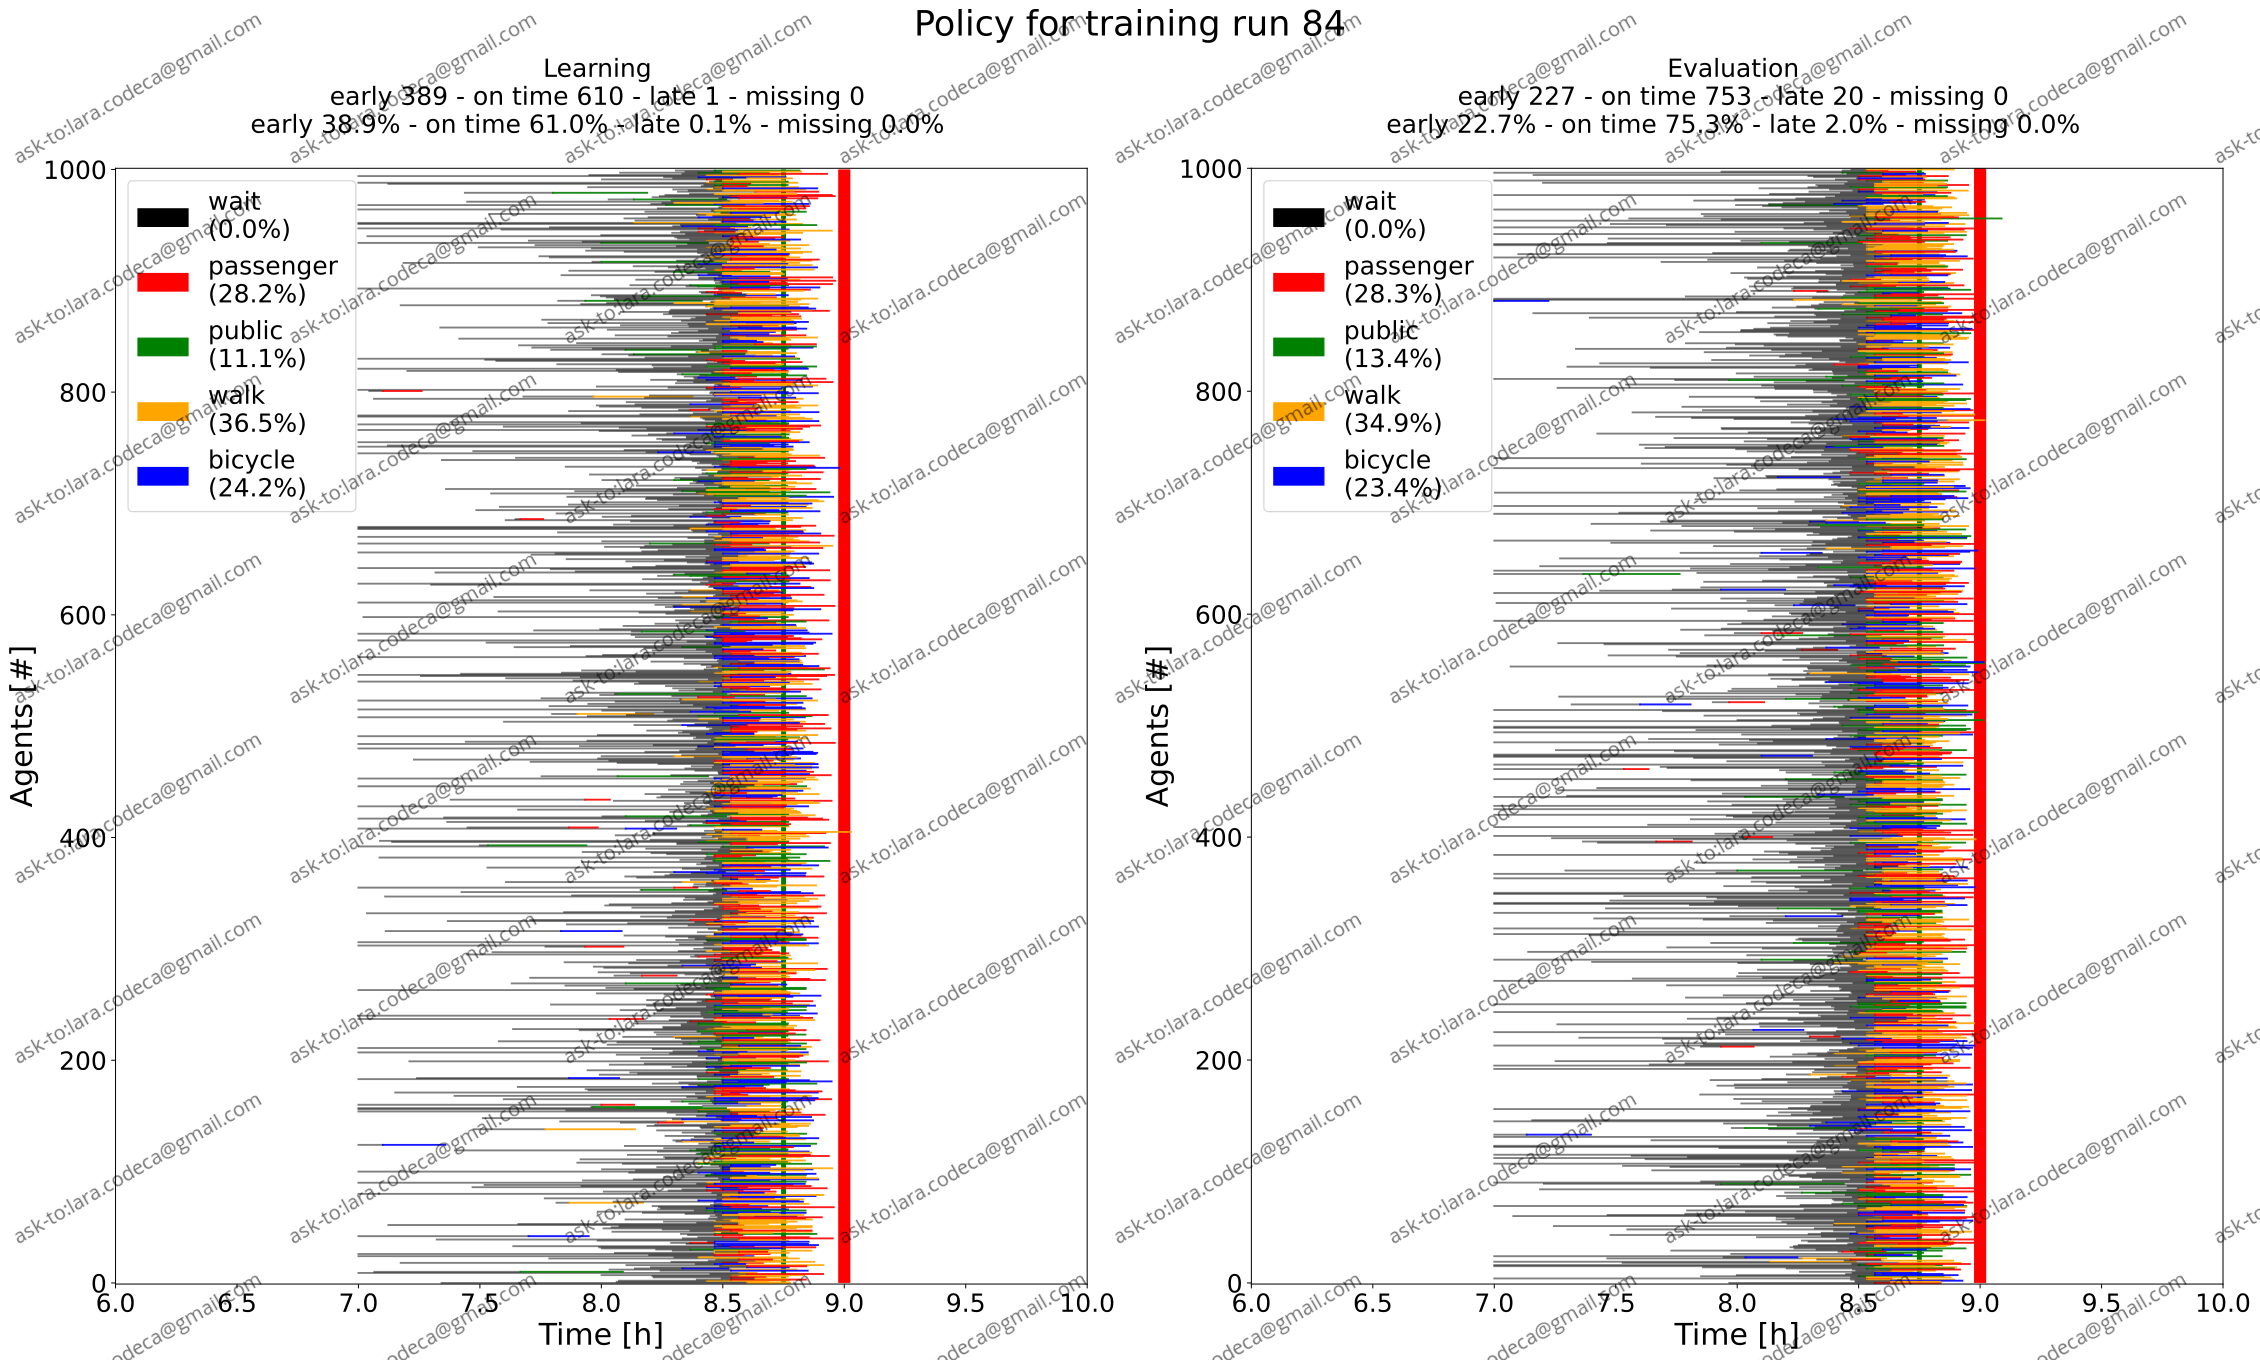 Policy for training run 84
Learning
early 389 - on time 610 - late 1 - missing 0
early 38.9% - on time 61.0% - late 0.1% - missing 0.0%
1000
800
600
400
200
0
Agents [#]
wait
(0.0%)
passenger
(28.2%)
public
(11.1%)
walk
(36.5%)
bicycle
(24.2%)
6.0 6.5 7.0 7.5 8.0 8.5 9.0 9.5 10.0
Time [h]
Evaluation
early 227 - on time 753 - late 20 - missing 0
early 22.7% - on time 75.3% - late 2.0% - missing 0.0%
1000
800
600
400
200
0
Agents [#]
wait
(0.0%)
passenger
(28.3%)
public
(13.4%)
walk
(34.9%)
bicycle
(23.4%)
6.0 6.5 7.0 7.5 8.0 8.5 9.0 9.5 10.0
Time [h]
ask-to:lara.codeca@gmail.com